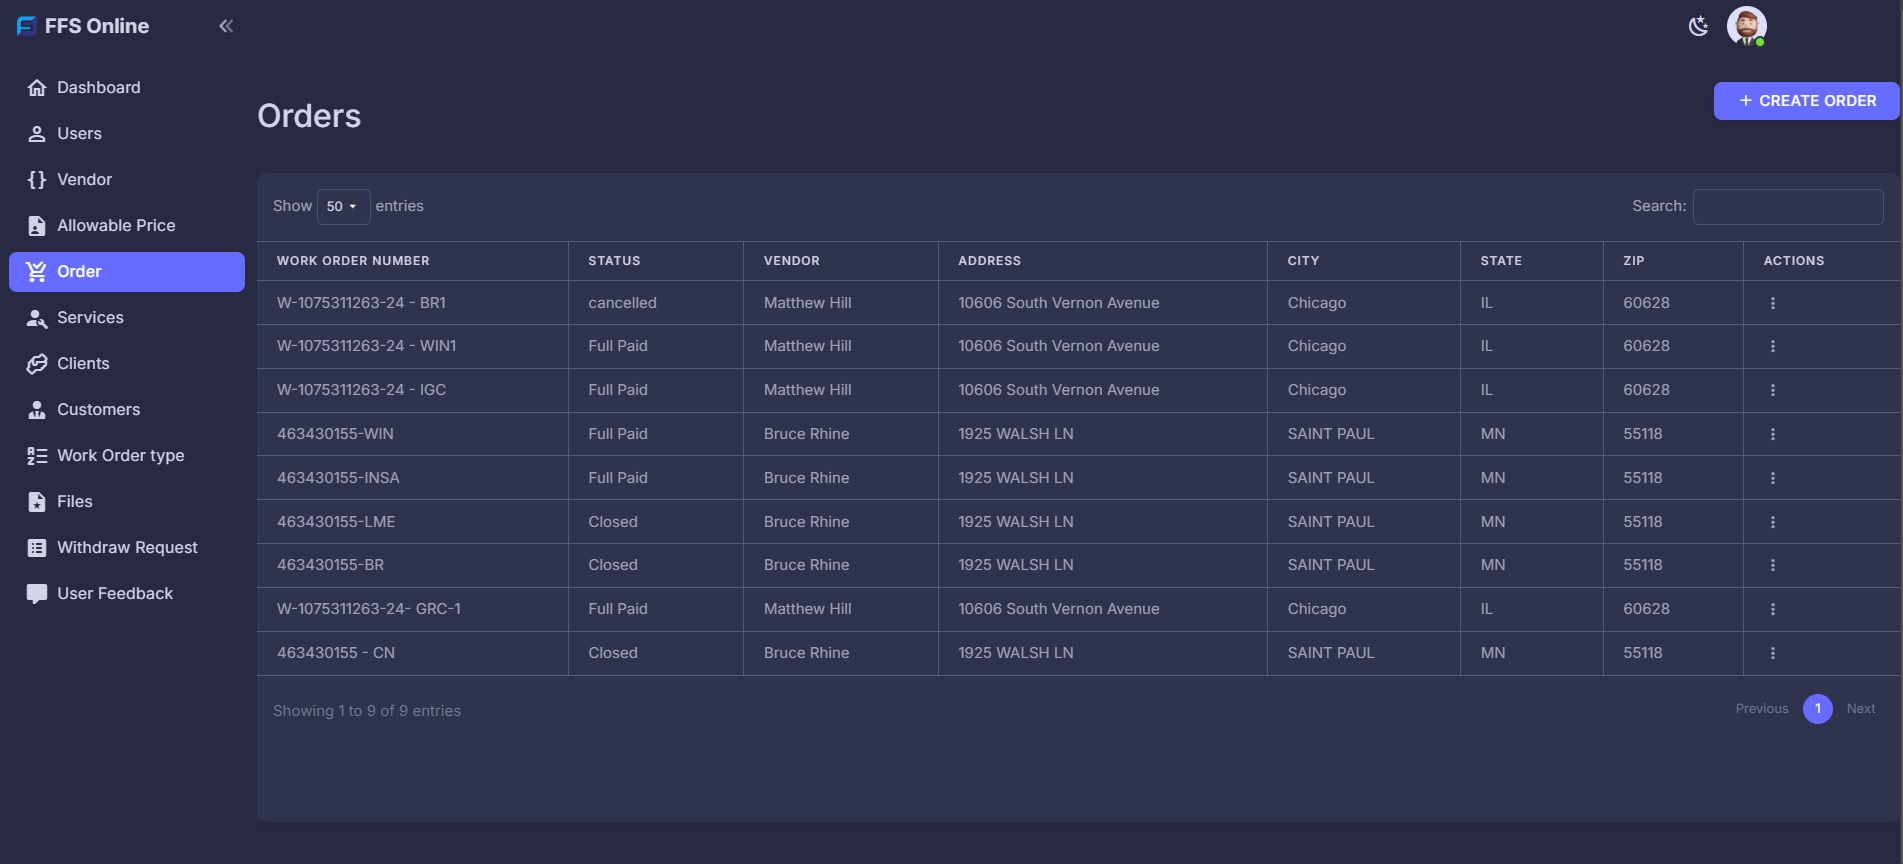 FFS Online
Dashboard
Users
Vendor
Allowable Price
Order
Services
Clients
Customers
Work Order type
Files
Withdraw Request
User Feedback
Orders
+ CREATE ORDER
Show 50 entries
Search:
WORK ORDER NUMBER STATUS VENDOR ADDRESS CITY STATE ZIP ACTIONS
W-1075311263-24 - BR1 cancelled Matthew Hill 10606 South Vernon Avenue Chicago IL 60628
W-1075311263-24 - WIN1 Full Paid Matthew Hill 10606 South Vernon Avenue Chicago IL 60628
W-1075311263-24 - IGC Full Paid Matthew Hill 10606 South Vernon Avenue Chicago IL 60628
463430155-WIN Full Paid Bruce Rhine 1925 WALSH LN SAINT PAUL MN 55118
463430155-INSA Full Paid Bruce Rhine 1925 WALSH LN SAINT PAUL MN 55118
463430155-LME Closed Bruce Rhine 1925 WALSH LN SAINT PAUL MN 55118
463430155-BR Closed Bruce Rhine 1925 WALSH LN SAINT PAUL MN 55118
W-1075311263-24- GRC-1 Full Paid Matthew Hill 10606 South Vernon Avenue Chicago IL 60628
463430155 - CN Closed Bruce Rhine 1925 WALSH LN SAINT PAUL MN 55118
Showing 1 to 9 of 9 entries
Previous 1 Next